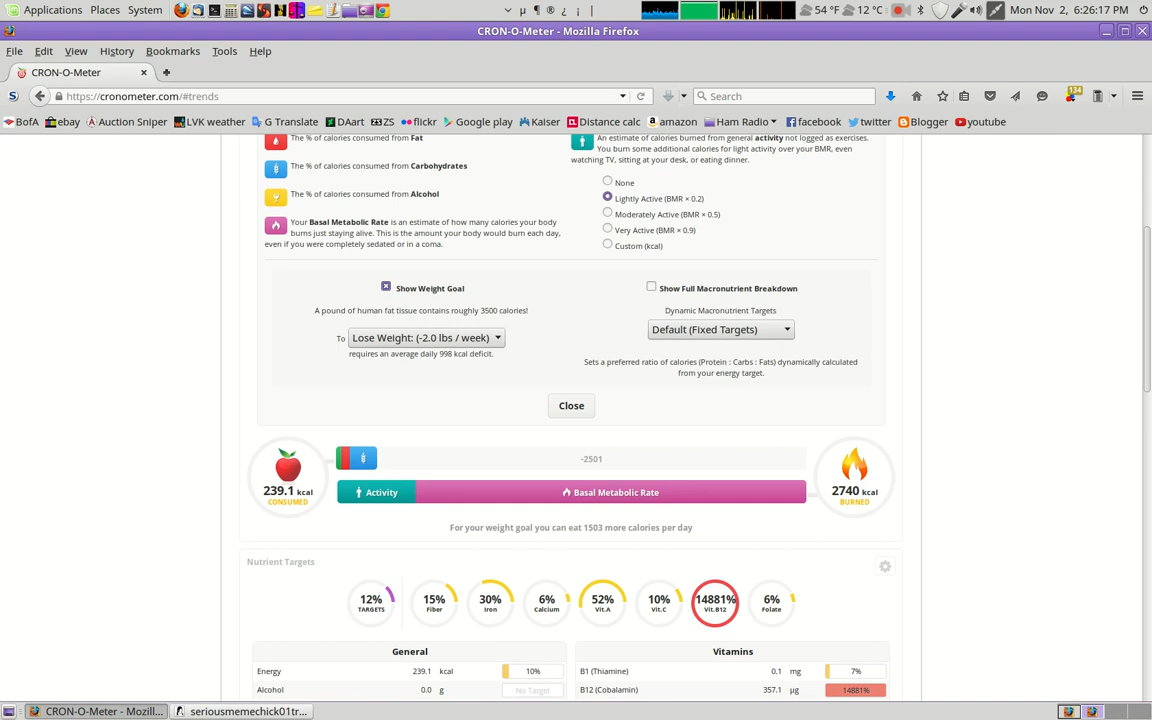 Applications Places System µ ¶ ® ¿ ¡ | 54 °F 12 °C Mon Nov 2, 6:26:17 PM
CRON-O-Meter - Mozilla Firefox
File Edit View History Bookmarks Tools Help
CRON-O-Meter
https://cronometer.com/#trends Search 134
BofA ebay Auction Sniper LVK weather G Translate DAart ZS flickr Google play Kaiser Distance calc amazon Ham Radio facebook twitter Blogger youtube
The % of calories consumed from Fat
The % of calories consumed from Carbohydrates
The % of calories consumed from Alcohol
Your Basal Metabolic Rate is an estimate of how many calories your body
burns just staying alive. This is the amount your body would burn each day,
even if you were completely sedated or in a coma.
An estimate of calories burned from general activity not logged as exercises.
You burn some additional calories for light activity over your BMR, even
watching TV, sitting at your desk, or eating dinner.
None
Lightly Active (BMR × 0.2)
Moderately Active (BMR × 0.5)
Very Active (BMR × 0.9)
Custom (kcal)
Show Weight Goal
A pound of human fat tissue contains roughly 3500 calories!
To Lose Weight: (-2.0 lbs / week)
requires an average daily 998 kcal deficit.
Show Full Macronutrient Breakdown
Dynamic Macronutrient Targets
Default (Fixed Targets)
Sets a preferred ratio of calories (Protein : Carbs : Fats) dynamically calculated
from your energy target.
Close
239.1 kcal
CONSUMED
-2501
Activity Basal Metabolic Rate
2740 kcal
BURNED
For your weight goal you can eat 1503 more calories per day
Nutrient Targets
12% 15% 30% 6% 52% 10% 14881% 6%
TARGETS Fiber Iron Calcium Vit.A Vit.C Vit.B12 Folate
General
Energy 239.1 kcal 10%
Alcohol 0.0 g No Target
Vitamins
B1 (Thiamine) 0.1 mg 7%
B12 (Cobalamin) 357.1 µg 14881%
CRON-O-Meter - Mozill... seriousmemechick01tr...